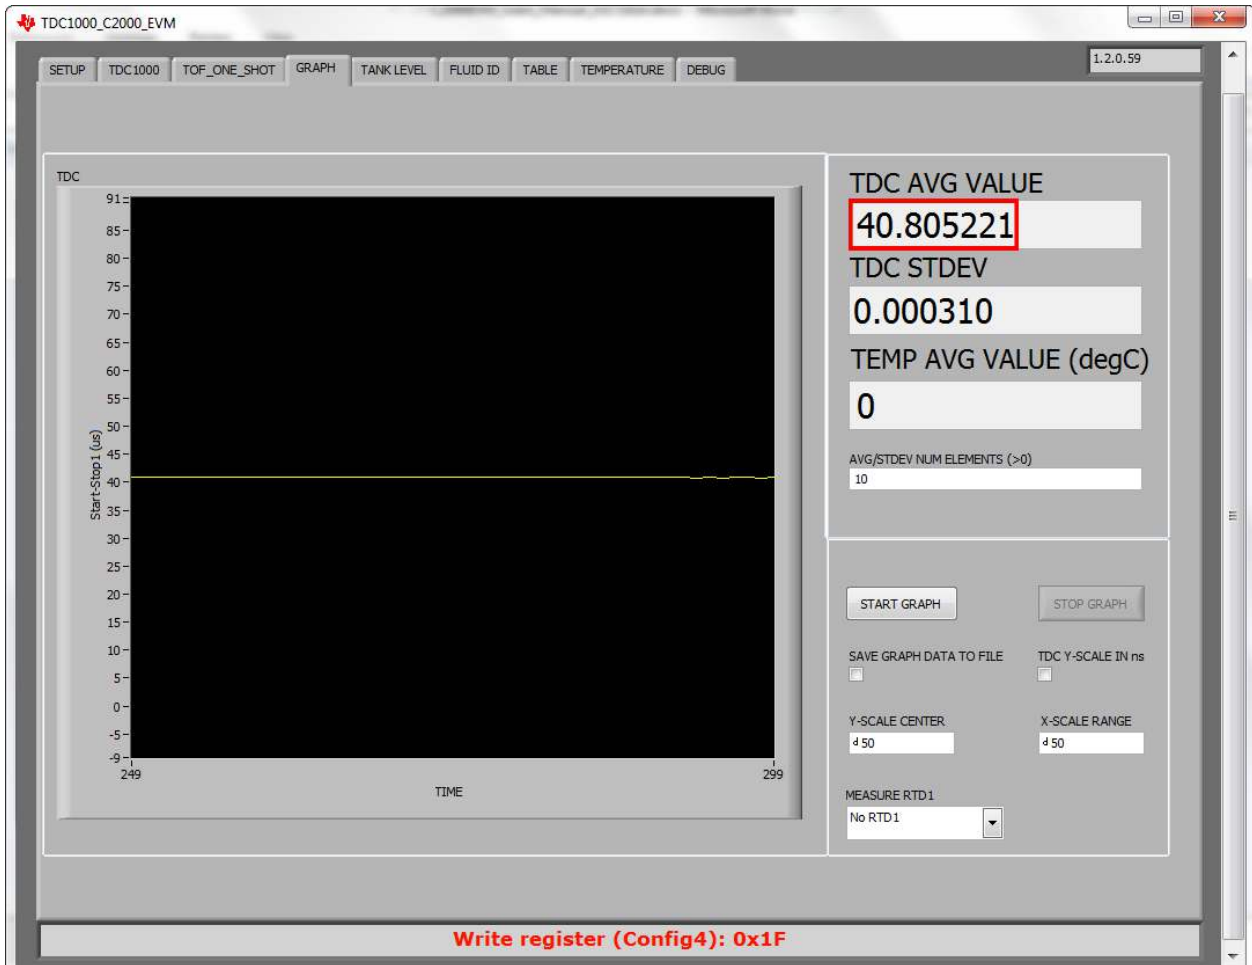 TDC1000_C2000_EVM
SETUP TDC1000 TOF_ONE_SHOT GRAPH TANK LEVEL FLUID ID TABLE TEMPERATURE DEBUG
1.2.0.59
TDC
91
85
80
75
70
65
60
55
50
45
40
35
30
25
20
15
10
5
0
-5
-9
Start-Stop1 (us)
249 299
TIME
TDC AVG VALUE
40.805221
TDC STDEV
0.000310
TEMP AVG VALUE (degC)
0
AVG/STDEV NUM ELEMENTS (>0)
10
START GRAPH STOP GRAPH
SAVE GRAPH DATA TO FILE TDC Y-SCALE IN ns
Y-SCALE CENTER X-SCALE RANGE
d 50 d 50
MEASURE RTD1
No RTD1
Write register (Config4): 0x1F